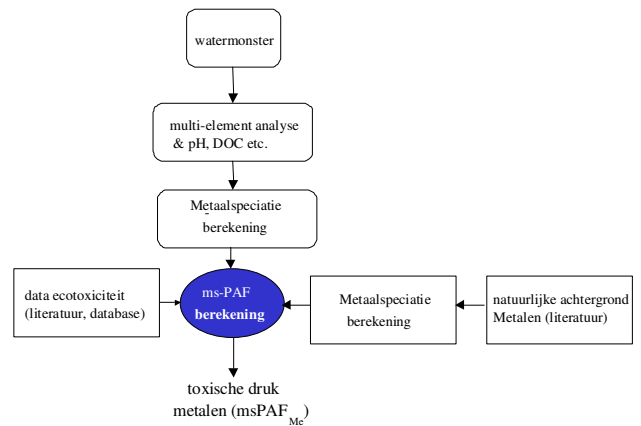 watermonster
multi-element analyse
& pH, DOC etc.
Metaalspeciatie
berekening
data ecotoxiciteit
(literatuur, database)
ms-PAF
berekening
Metaalspeciatie
berekening
natuurlijke achtergrond
Metalen (literatuur)
toxische druk
metalen (msPAF_Me)